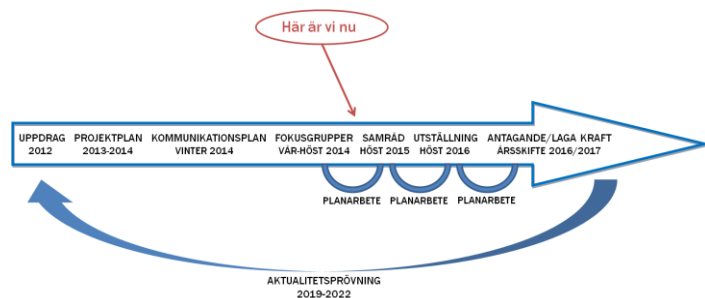 Här är vi nu
UPPDRAG
2012
PROJEKTPLAN
2013-2014
KOMMUNIKATIONSPLAN
VINTER 2014
FOKUSGRUPPER
VÅR-HÖST 2014
SAMRÅD
HÖST 2015
UTSTÄLLNING
HÖST 2016
ANTAGANDE/LAGA KRAFT
ÅRSSKIFTE 2016/2017
PLANARBETE
PLANARBETE
PLANARBETE
AKTUALITETSPRÖVNING
2019-2022